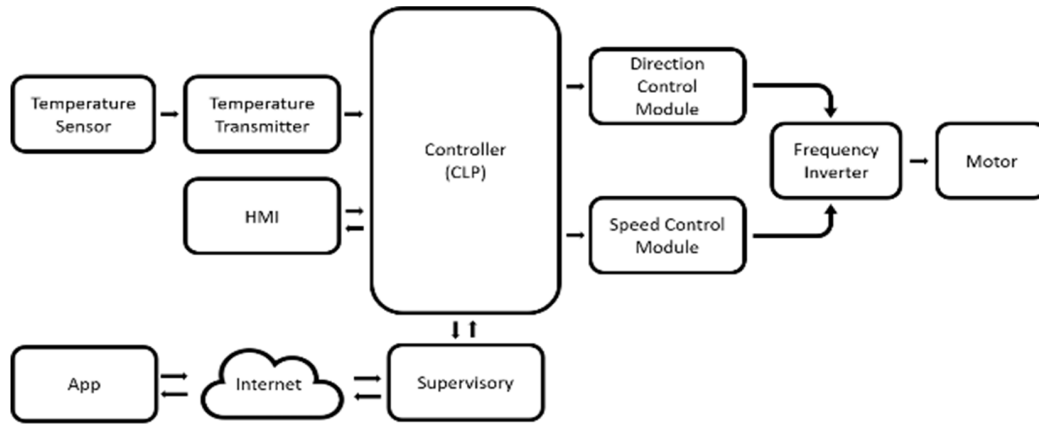 Temperature
Sensor
Temperature
Transmitter
HMI
Controller
(CLP)
Direction
Control
Module
Speed Control
Module
Frequency
Inverter
Motor
App
Internet
Supervisory